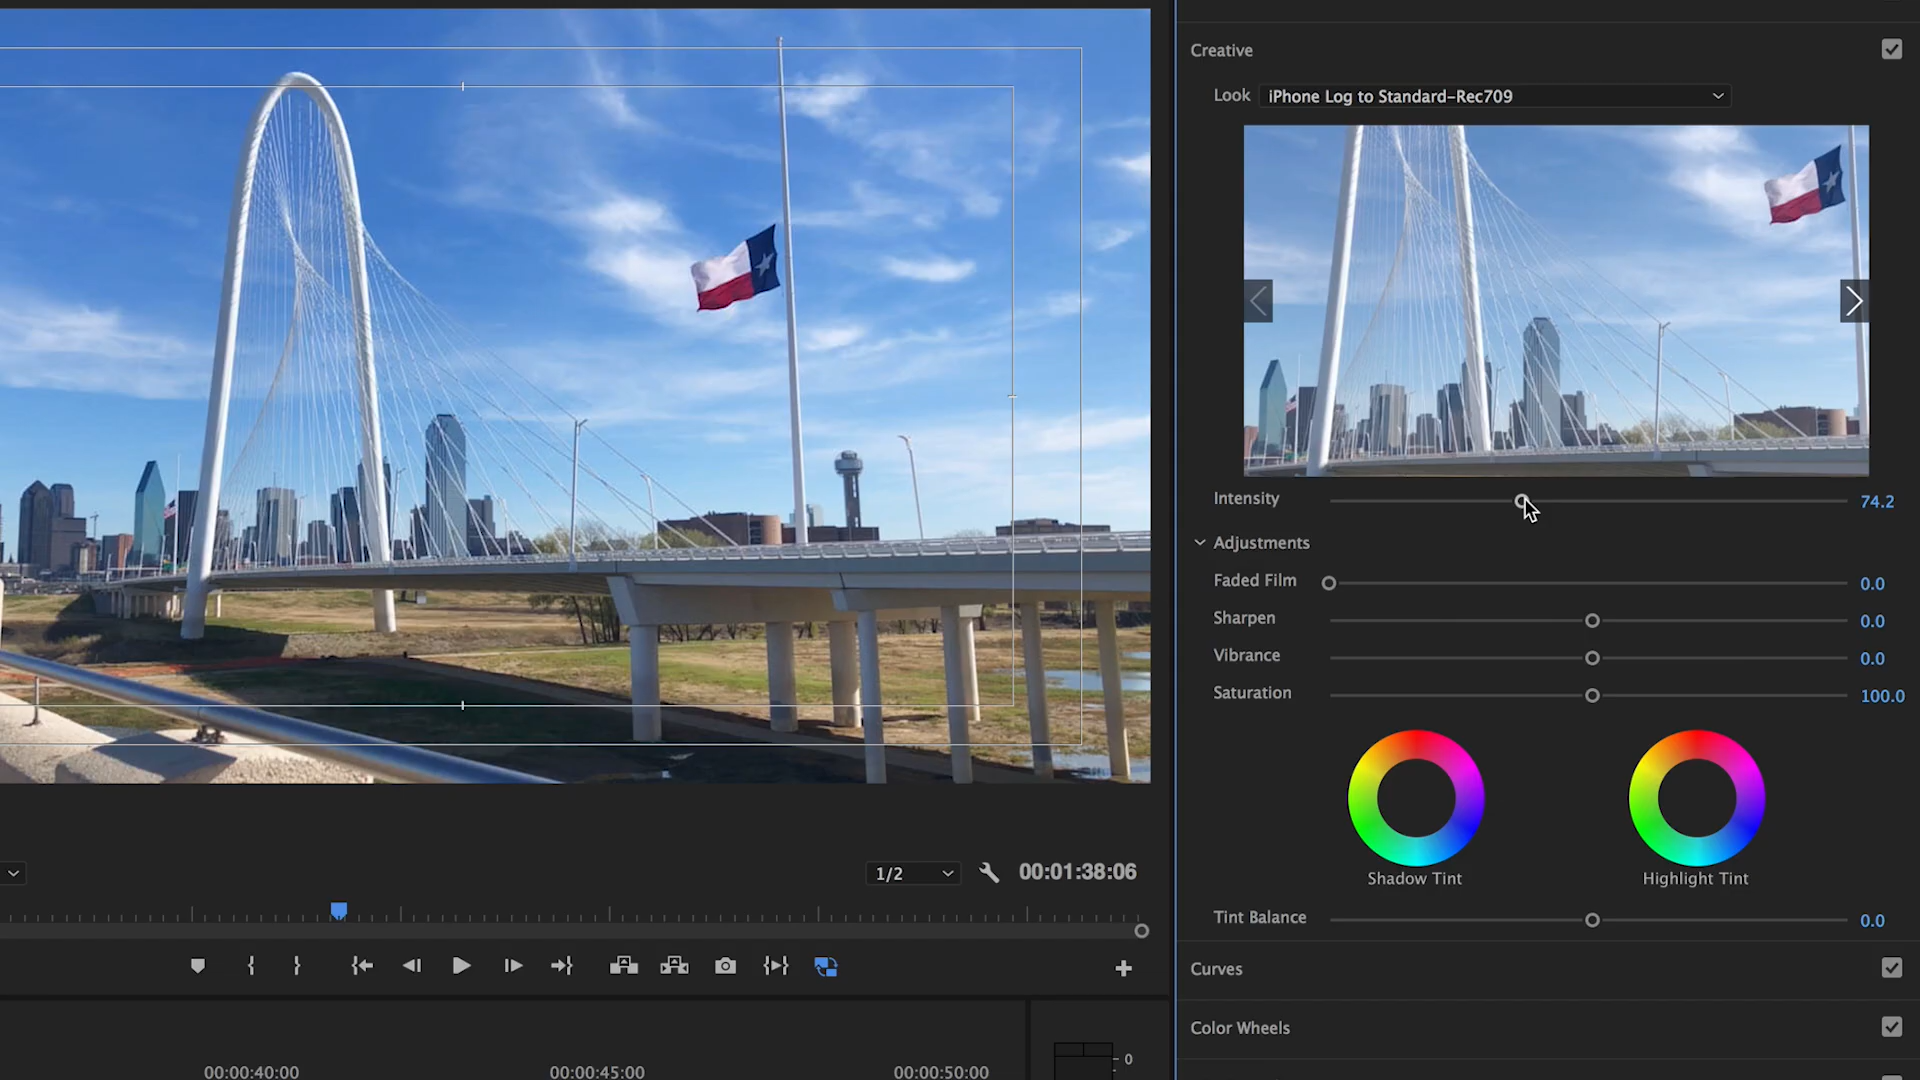 Creative
Look iPhone Log to Standard-Rec709
Intensity 74.2
Adjustments
Faded Film 0.0
Sharpen 0.0
Vibrance 0.0
Saturation 100.0
Shadow Tint Highlight Tint
Tint Balance 0.0
Curves
Color Wheels
1/2 00:01:38:06
00:00:40:00 00:00:45:00 00:00:50:00
0